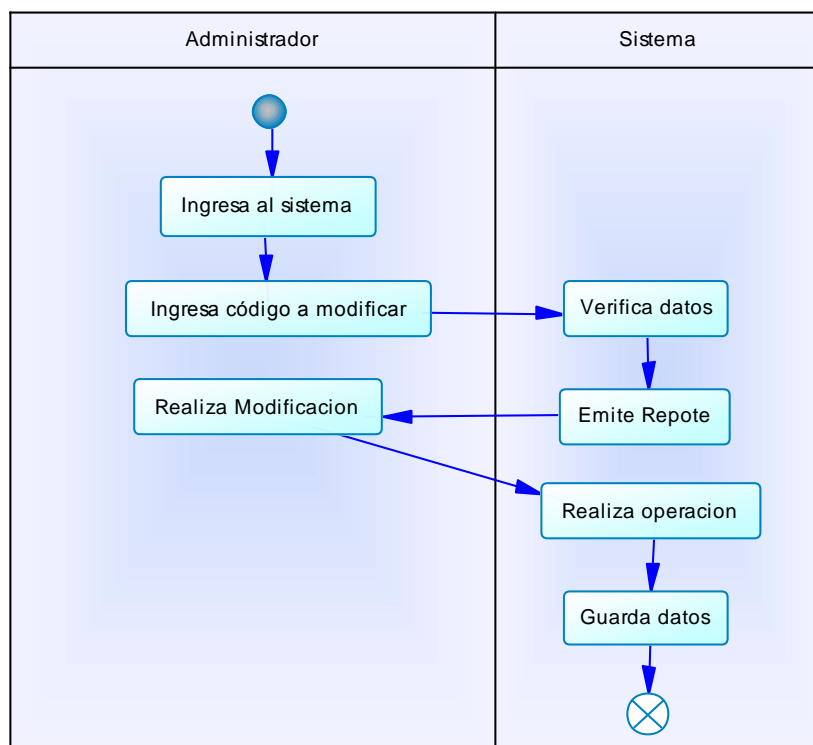 Administrador
Sistema
Ingresa al sistema
Ingresa código a modificar
Verifica datos
Realiza Modificacion
Emite Repote
Realiza operacion
Guarda datos